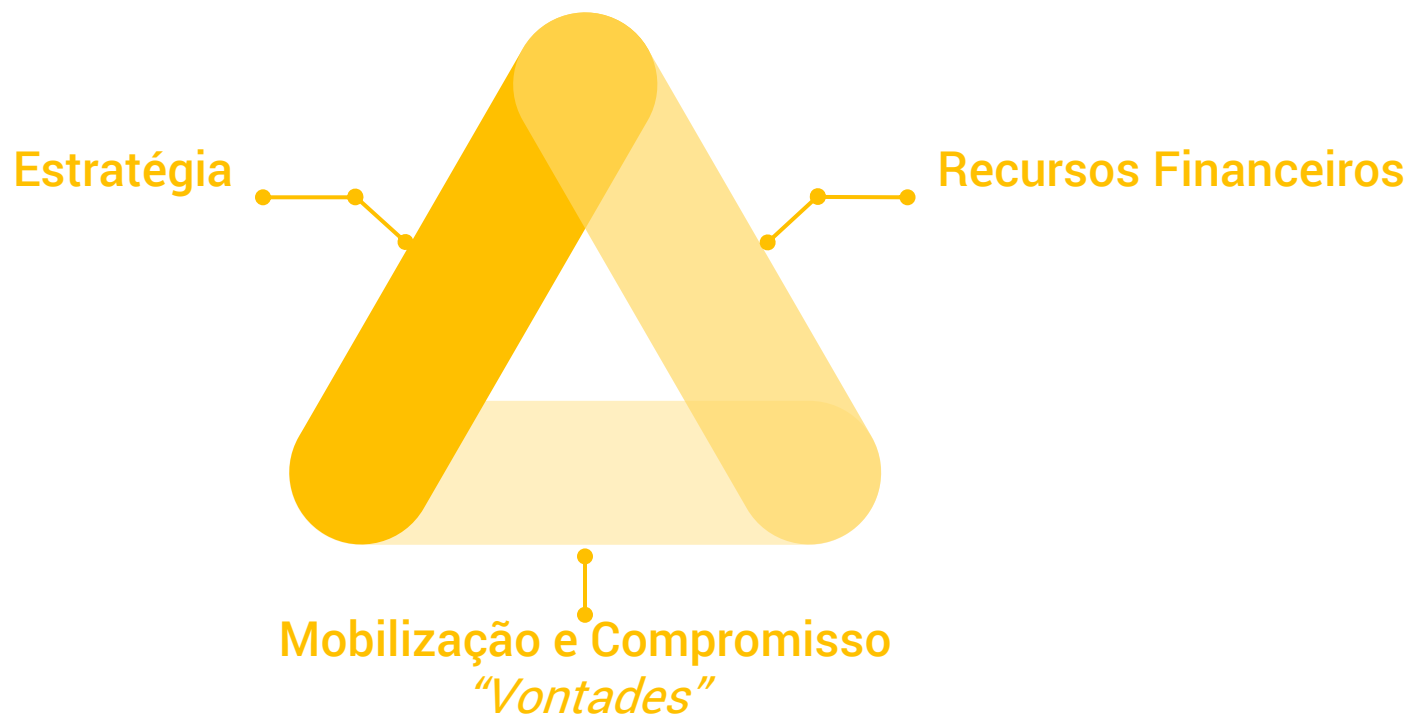 Estratégia
Recursos Financeiros
Mobilização e Compromisso
“Vontades”